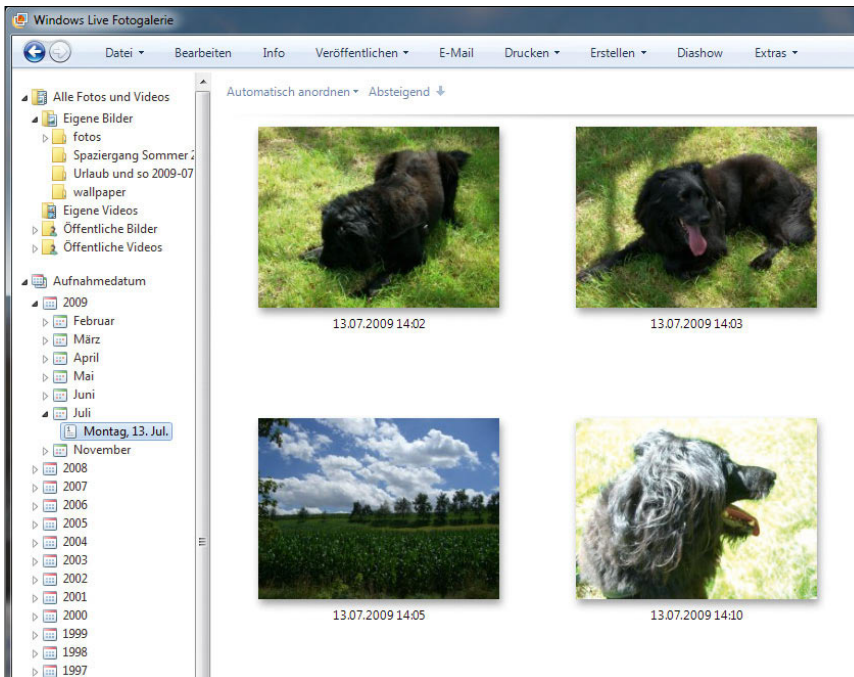 Windows Live Fotogalerie
Datei Bearbeiten Info Veröffentlichen E-Mail Drucken Erstellen Diashow Extras
Automatisch anordnen Absteigend
Alle Fotos und Videos
Eigene Bilder
fotos
Spaziergang Sommer 2
Urlaub und so 2009-07
wallpaper
Eigene Videos
Öffentliche Bilder
Öffentliche Videos
Aufnahmedatum
2009
Februar
März
April
Mai
Juni
Juli
Montag, 13. Jul.
November
2008
2007
2006
2005
2004
2003
2002
2001
2000
1999
1998
1997
13.07.2009 14:02
13.07.2009 14:03
13.07.2009 14:05
13.07.2009 14:10